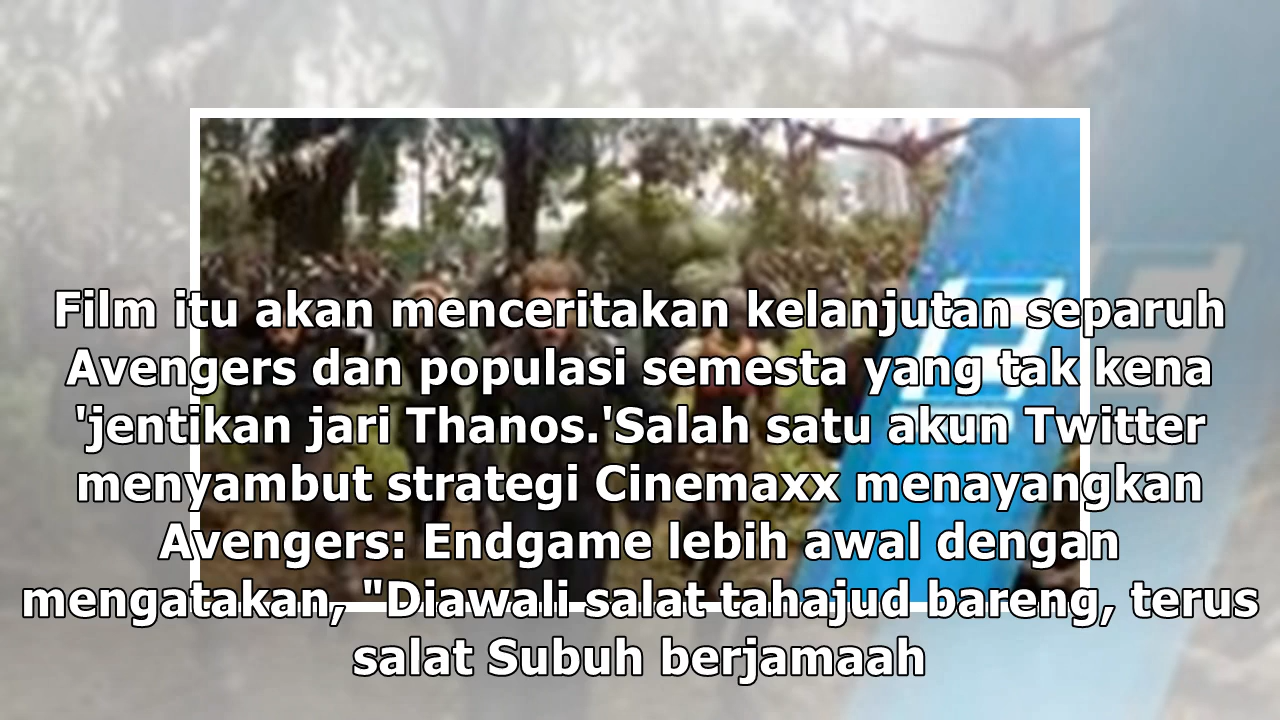 Film itu akan menceritakan kelanjutan separuh
Avengers dan populasi semesta yang tak kena
'jentikan jari Thanos.'Salah satu akun Twitter
menyambut strategi Cinemaxx menayangkan
Avengers: Endgame lebih awal dengan
mengatakan, "Diawali salat tahajud bareng, terus
salat Subuh berjamaah